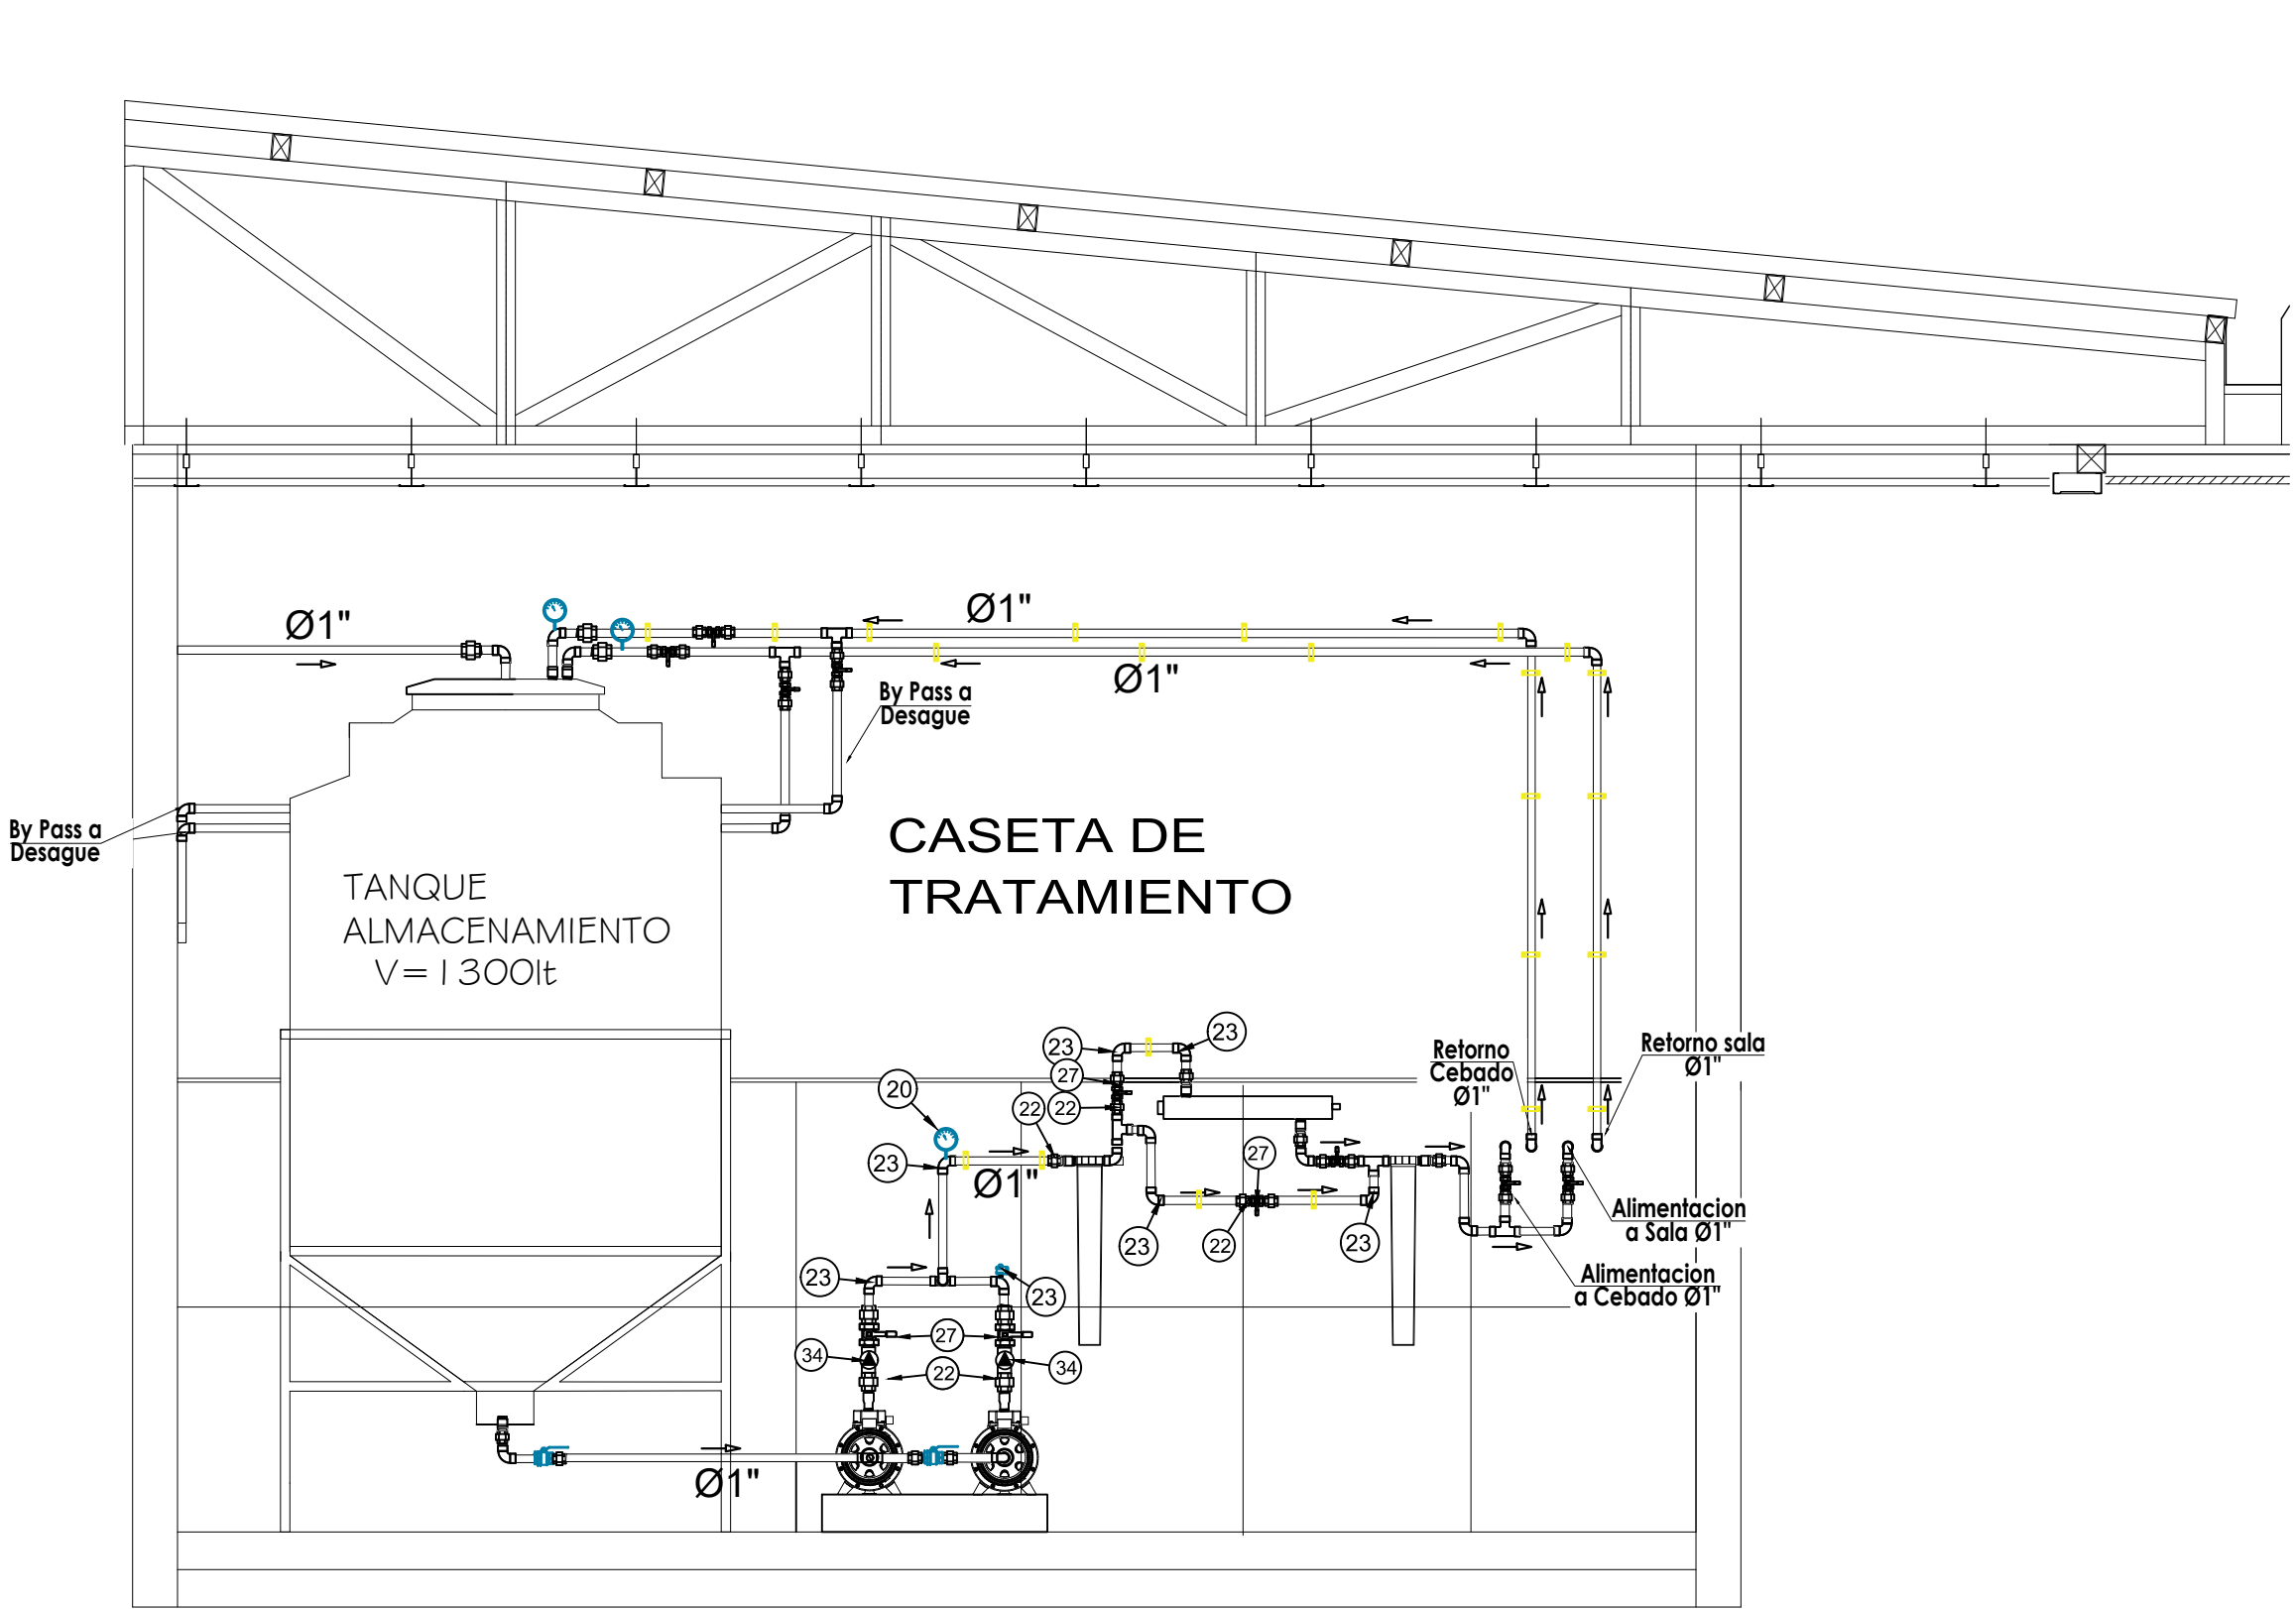 Ø1"
Ø1"
Ø1"
By Pass a
Desague
By Pass a
Desague
CASETA DE
TRATAMIENTO
TANQUE
ALMACENAMIENTO
V=1300lt
23
23
27
22
22
20
23
Ø1"
27
23
22
23
Retorno
Cebado
Ø1"
Retorno sala
Ø1"
Alimentacion
a Sala Ø1"
Alimentacion
a Cebado Ø1"
23
23
27
34
34
22
Ø1"